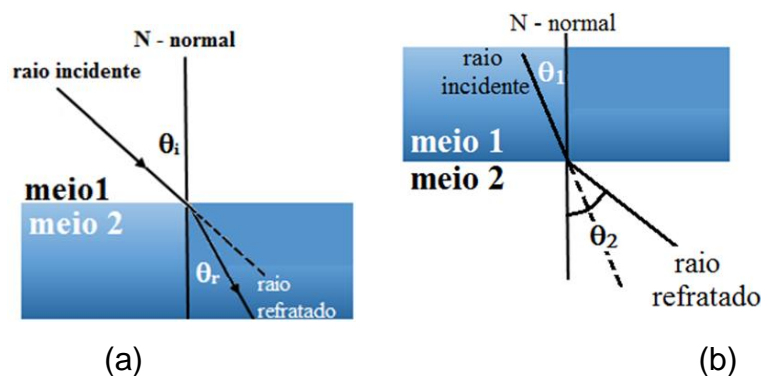 N - normal
raio incidente
θi
meio1
meio 2
θr
raio
refratado
(a)
N - normal
raio
incidente
θ1
meio 1
meio 2
θ2
raio
refratado
(b)